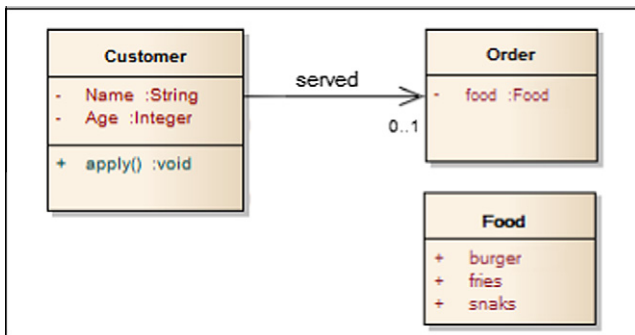 Customer
- Name :String
- Age :Integer
+ apply() :void
served
0..1
Order
- food :Food
Food
+ burger
+ fries
+ snaks